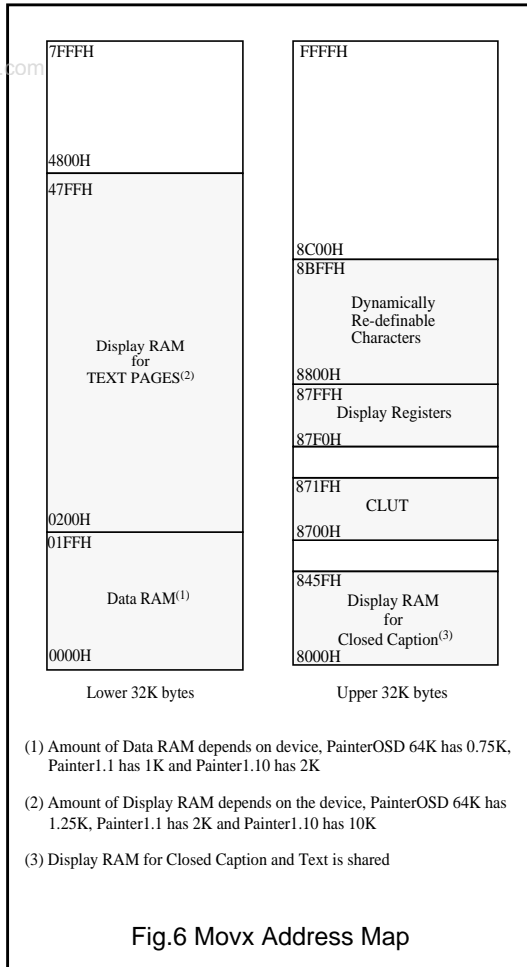 .com
7FFFH
4800H
47FFH
Display RAM
for
TEXT PAGES(2)
0200H
01FFH
Data RAM(1)
0000H
Lower 32K bytes
FFFFH
8C00H
8BFFH
Dynamically
Re-definable
Characters
8800H
87FFH
Display Registers
87F0H
871FH
CLUT
8700H
845FH
Display RAM
for
Closed Caption(3)
8000H
Upper 32K bytes
(1) Amount of Data RAM depends on device, PainterOSD 64K has 0.75K,
Painter1.1 has 1K and Painter1.10 has 2K
(2) Amount of Display RAM depends on the device, PainterOSD 64K has
1.25K, Painter1.1 has 2K and Painter1.10 has 10K
(3) Display RAM for Closed Caption and Text is shared
Fig.6 Movx Address Map